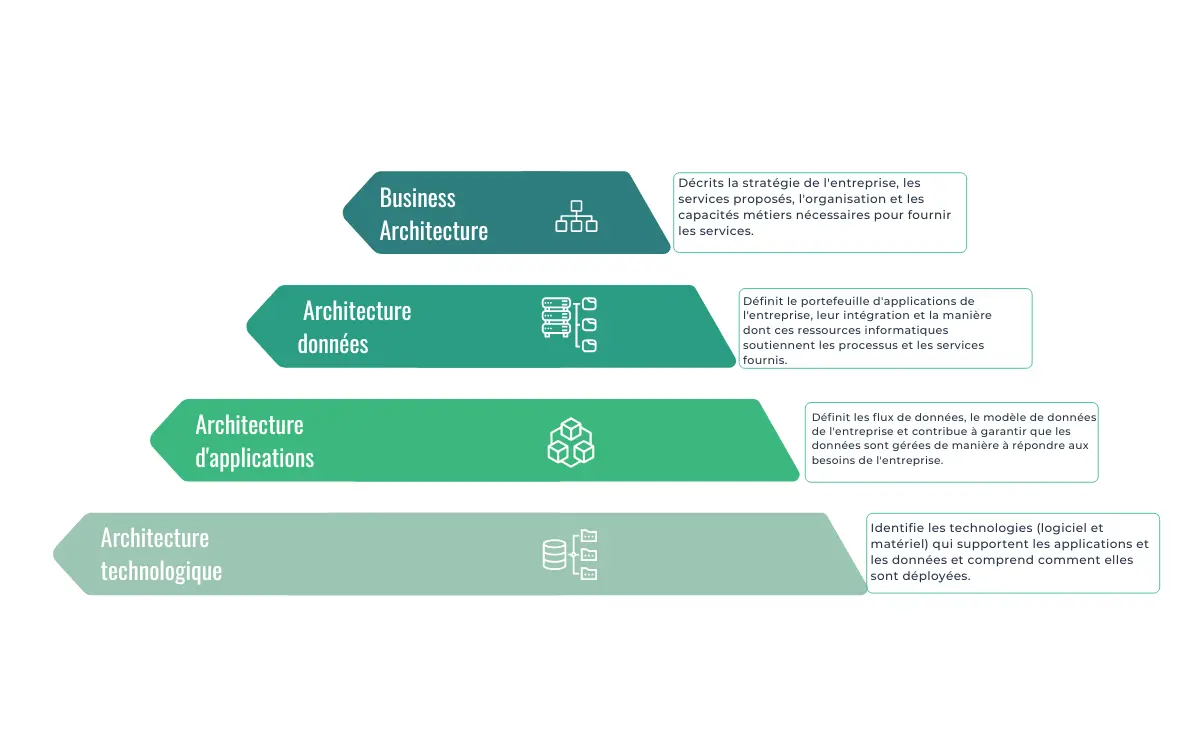 Business
Architecture
Décrits la stratégie de l'entreprise, les
services proposés, l'organisation et les
capacités métiers nécessaires pour fournir
les services.
Architecture
données
Définit le portefeuille d'applications de
l'entreprise, leur intégration et la manière
dont ces ressources informatiques
soutiennent les processus et les services
fournis.
Architecture
d'applications
Définit les flux de données, le modèle de données
de l'entreprise et contribue à garantir que les
données sont gérées de manière à répondre aux
besoins de l'entreprise.
Architecture
technologique
Identifie les technologies (logiciel et
matériel) qui supportent les applications et
les données et comprend comment elles
sont déployées.